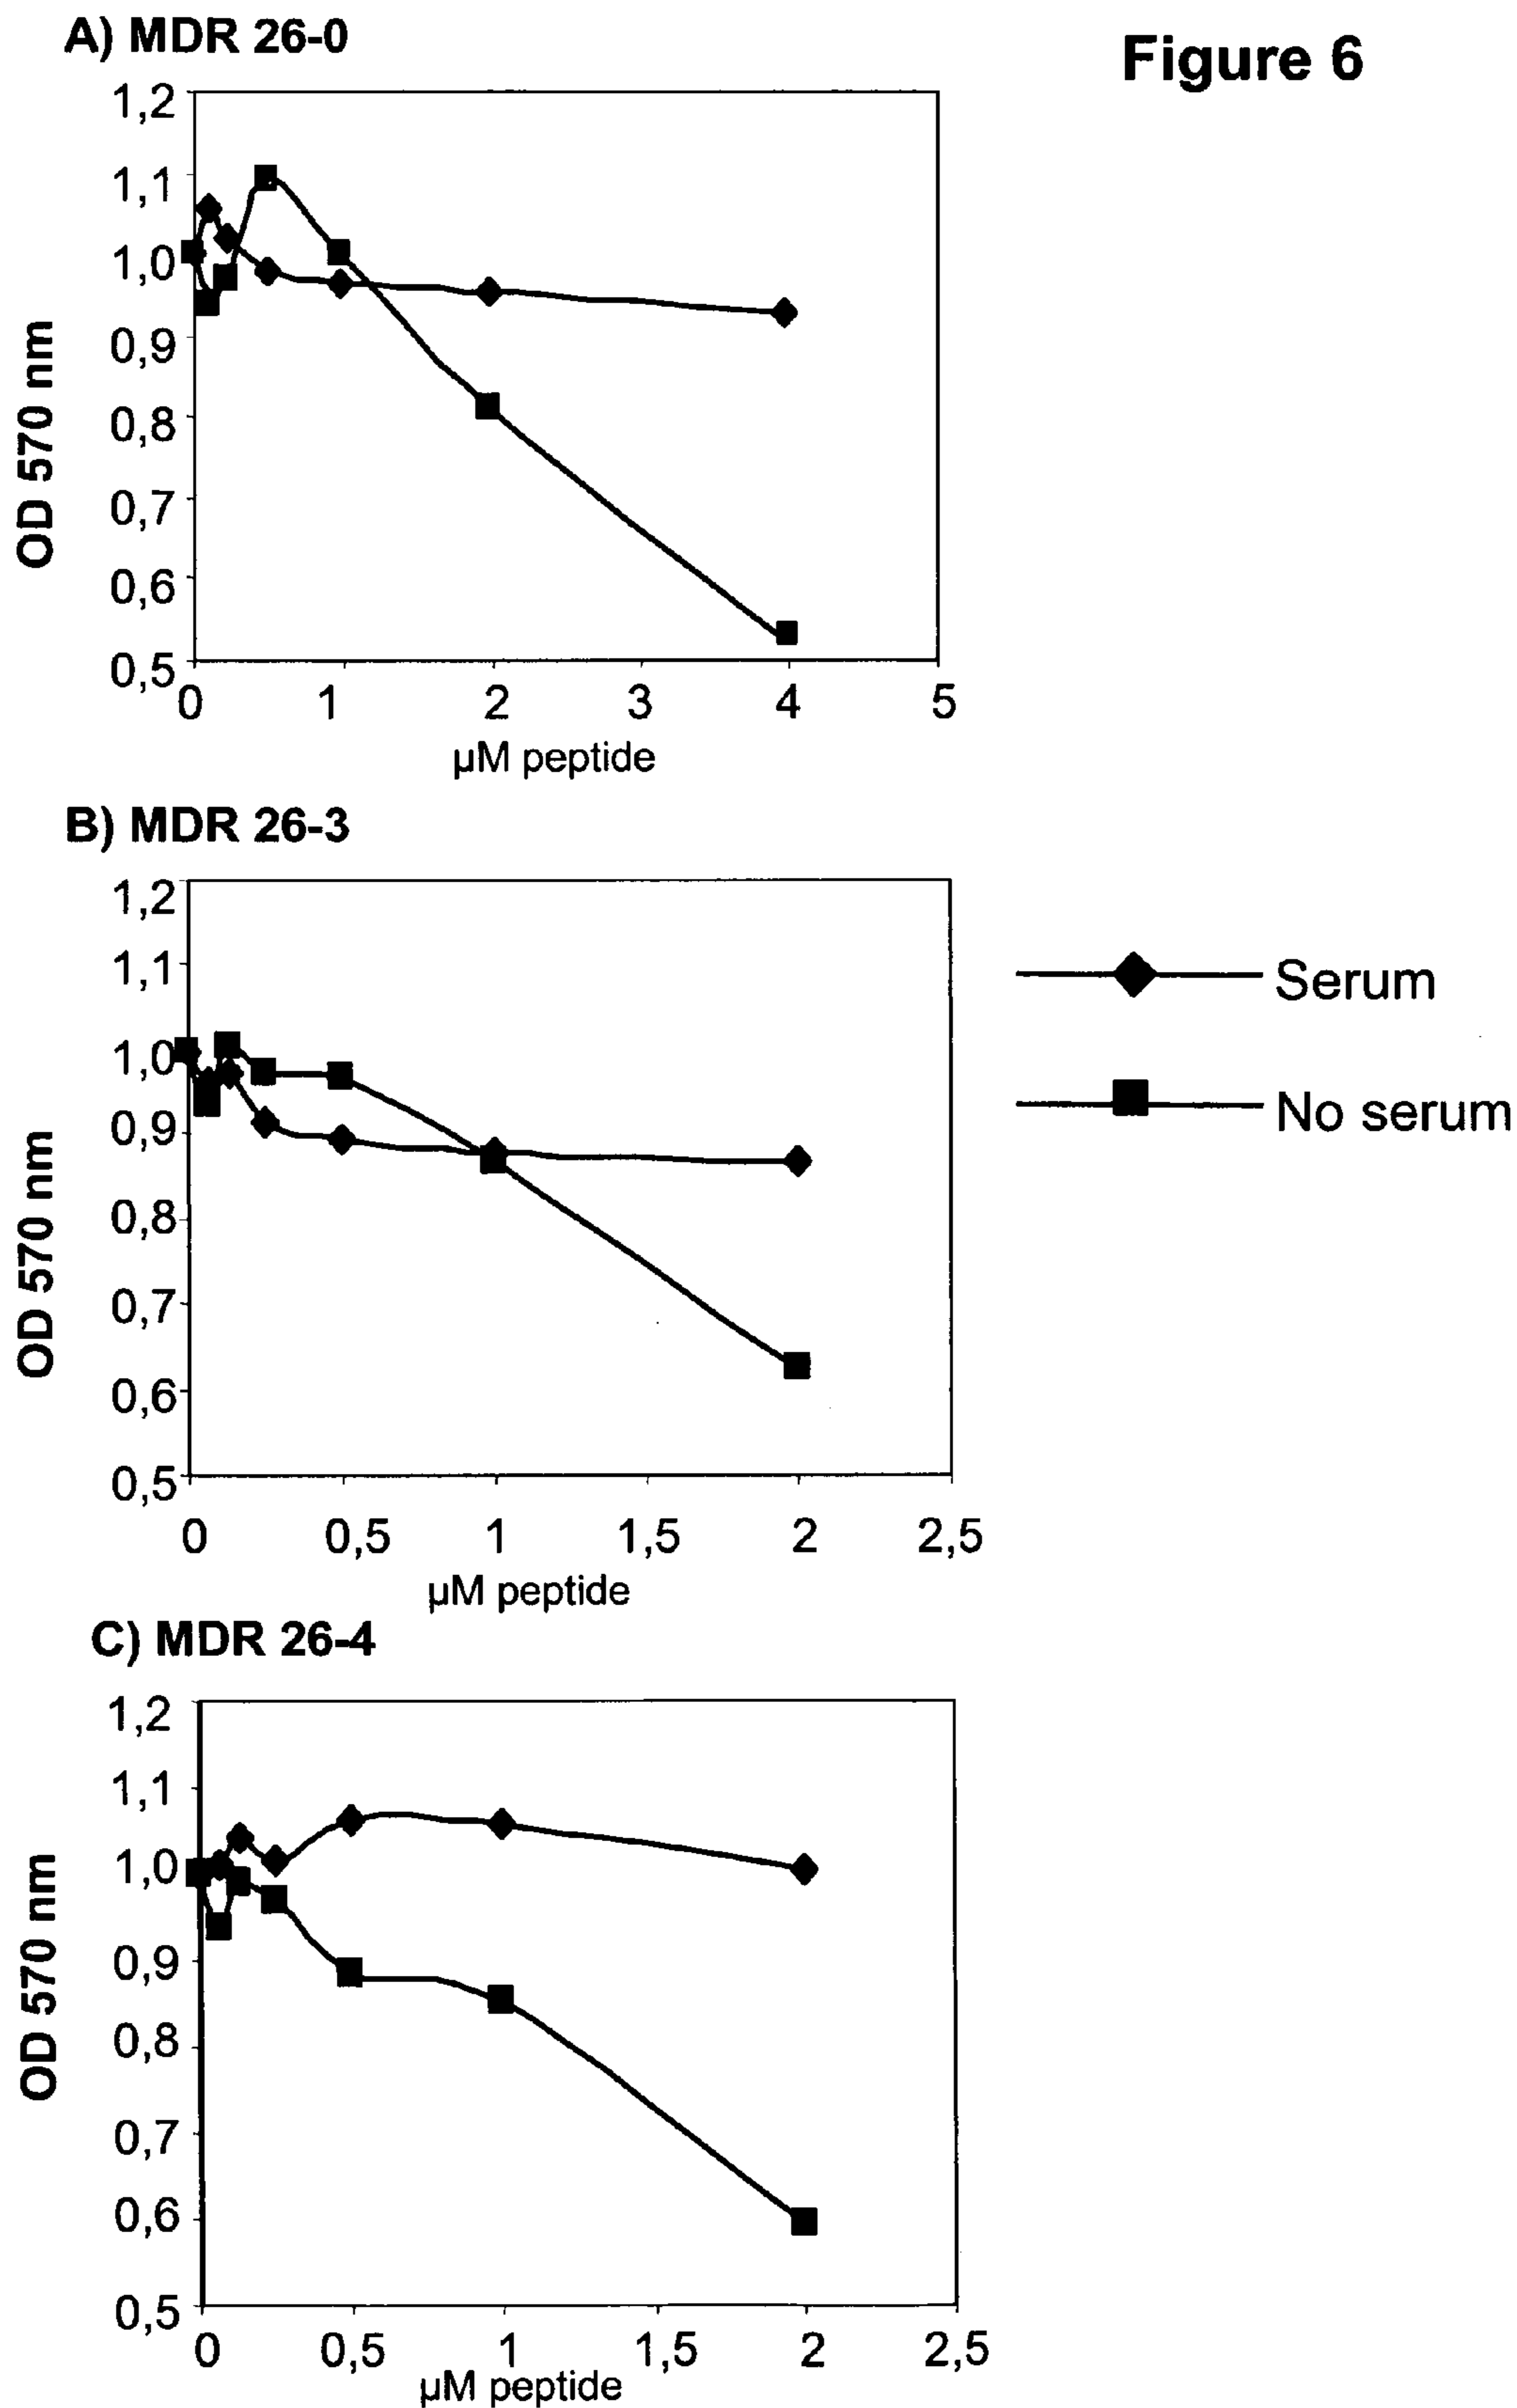 A) MDR 26-0
Figure 6
1,2
1,1
1,0
0,9
0,8
0,7
0,6
0,5
OD 570 nm
0 1 2 3 4 5
µM peptide
B) MDR 26-3
1,2
1,1
1,0
0,9
0,8
0,7
0,6
0,5
OD 570 nm
0 0,5 1 1,5 2 2,5
µM peptide
Serum
No serum
C) MDR 26-4
1,2
1,1
1,0
0,9
0,8
0,7
0,6
0,5
OD 570 nm
0 0,5 1 1,5 2 2,5
µM peptide